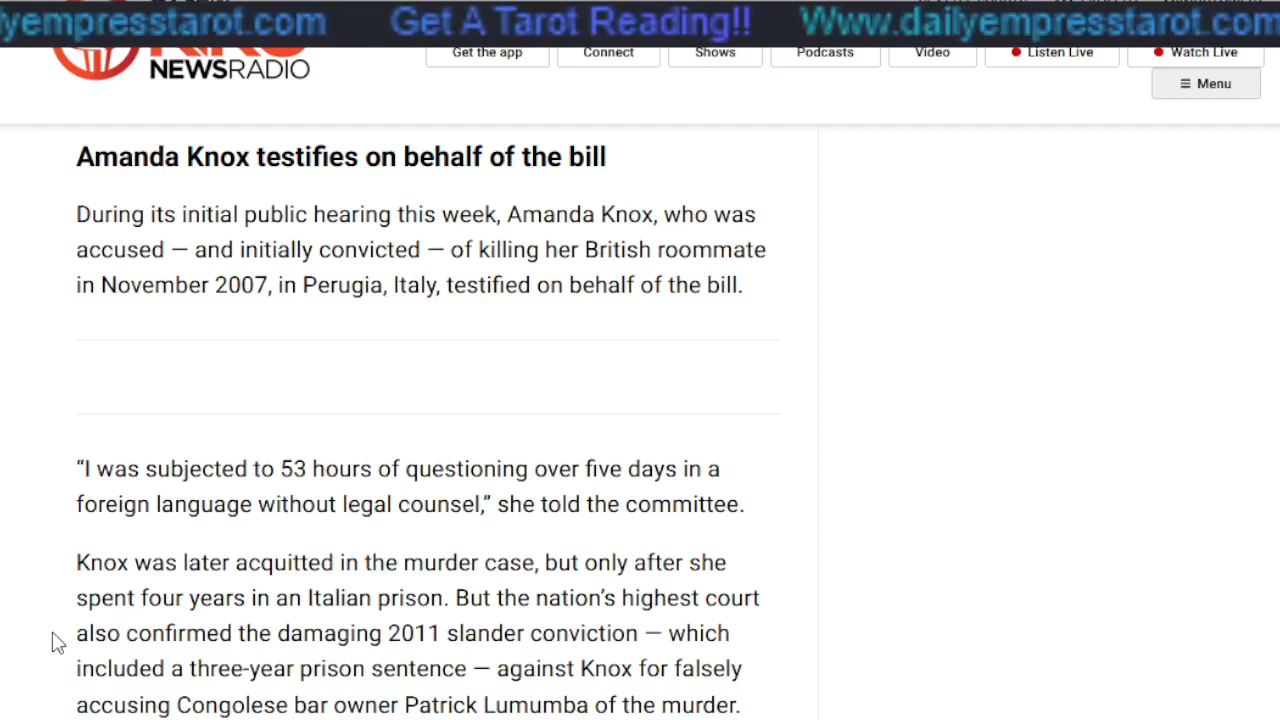 yempresstarot.com Get A Tarot Reading!! Www.dailyempresstarot.com
NEWSRADIO
Get the app Connect Shows Podcasts Video Listen Live Watch Live
≡ Menu
Amanda Knox testifies on behalf of the bill
During its initial public hearing this week, Amanda Knox, who was
accused — and initially convicted — of killing her British roommate
in November 2007, in Perugia, Italy, testified on behalf of the bill.
“I was subjected to 53 hours of questioning over five days in a
foreign language without legal counsel,” she told the committee.
Knox was later acquitted in the murder case, but only after she
spent four years in an Italian prison. But the nation’s highest court
also confirmed the damaging 2011 slander conviction — which
included a three-year prison sentence — against Knox for falsely
accusing Congolese bar owner Patrick Lumumba of the murder.